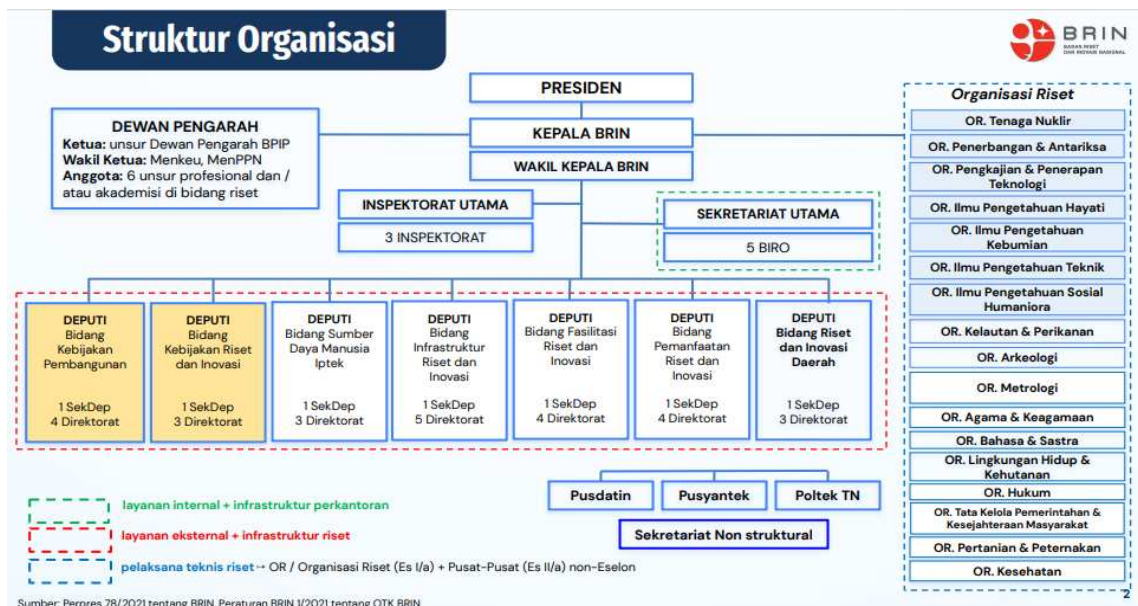 Struktur Organisasi
BRIN
BADAN RISET
DAN INOVASI NASIONAL
PRESIDEN
KEPALA BRIN
WAKIL KEPALA BRIN
DEWAN PENGARAH
Ketua: unsur Dewan Pengarah BPIP
Wakil Ketua: Menkeu, MenPPN
Anggota: 6 unsur profesional dan /
atau akademisi di bidang riset
INSPEKTORAT UTAMA
3 INSPEKTORAT
SEKRETARIAT UTAMA
5 BIRO
DEPUTI
Bidang
Kebijakan
Pembangunan
1 SekDep
4 Direktorat
DEPUTI
Bidang
Kebijakan Riset
dan Inovasi
1 SekDep
3 Direktorat
DEPUTI
Bidang Sumber
Daya Manusia
Iptek
1 SekDep
3 Direktorat
DEPUTI
Bidang
Infrastruktur
Riset dan
Inovasi
1 SekDep
5 Direktorat
DEPUTI
Bidang Fasilitasi
Riset dan
Inovasi
1 SekDep
4 Direktorat
DEPUTI
Bidang
Pemanfaatan
Riset dan
Inovasi
1 SekDep
4 Direktorat
DEPUTI
Bidang Riset
dan Inovasi
Daerah
1 SekDep
3 Direktorat
Pusdatin
Pusyantek
Poltek TN
Sekretariat Non struktural
layanan internal + infrastruktur perkantoran
layanan eksternal + infrastruktur riset
pelaksana teknis riset → OR / Organisasi Riset (Es I/a) + Pusat-Pusat (Es II/a) non-Eselon
Organisasi Riset
OR. Tenaga Nuklir
OR. Penerbangan & Antariksa
OR. Pengkajian & Penerapan
Teknologi
OR. Ilmu Pengetahuan Hayati
OR. Ilmu Pengetahuan
Kebumian
OR. Ilmu Pengetahuan Teknik
OR. Ilmu Pengetahuan Sosial
Humaniora
OR. Kelautan & Perikanan
OR. Arkeologi
OR. Metrologi
OR. Agama & Keagamaan
OR. Bahasa & Sastra
OR. Lingkungan Hidup &
Kehutanan
OR. Hukum
OR. Tata Kelola Pemerintahan &
Kesejahteraan Masyarakat
OR. Pertanian & Peternakan
OR. Kesehatan
Sumber: Perpres 78/2021 tentang BRIN, Peraturan BRIN 1/2021 tentang OTK BRIN
2